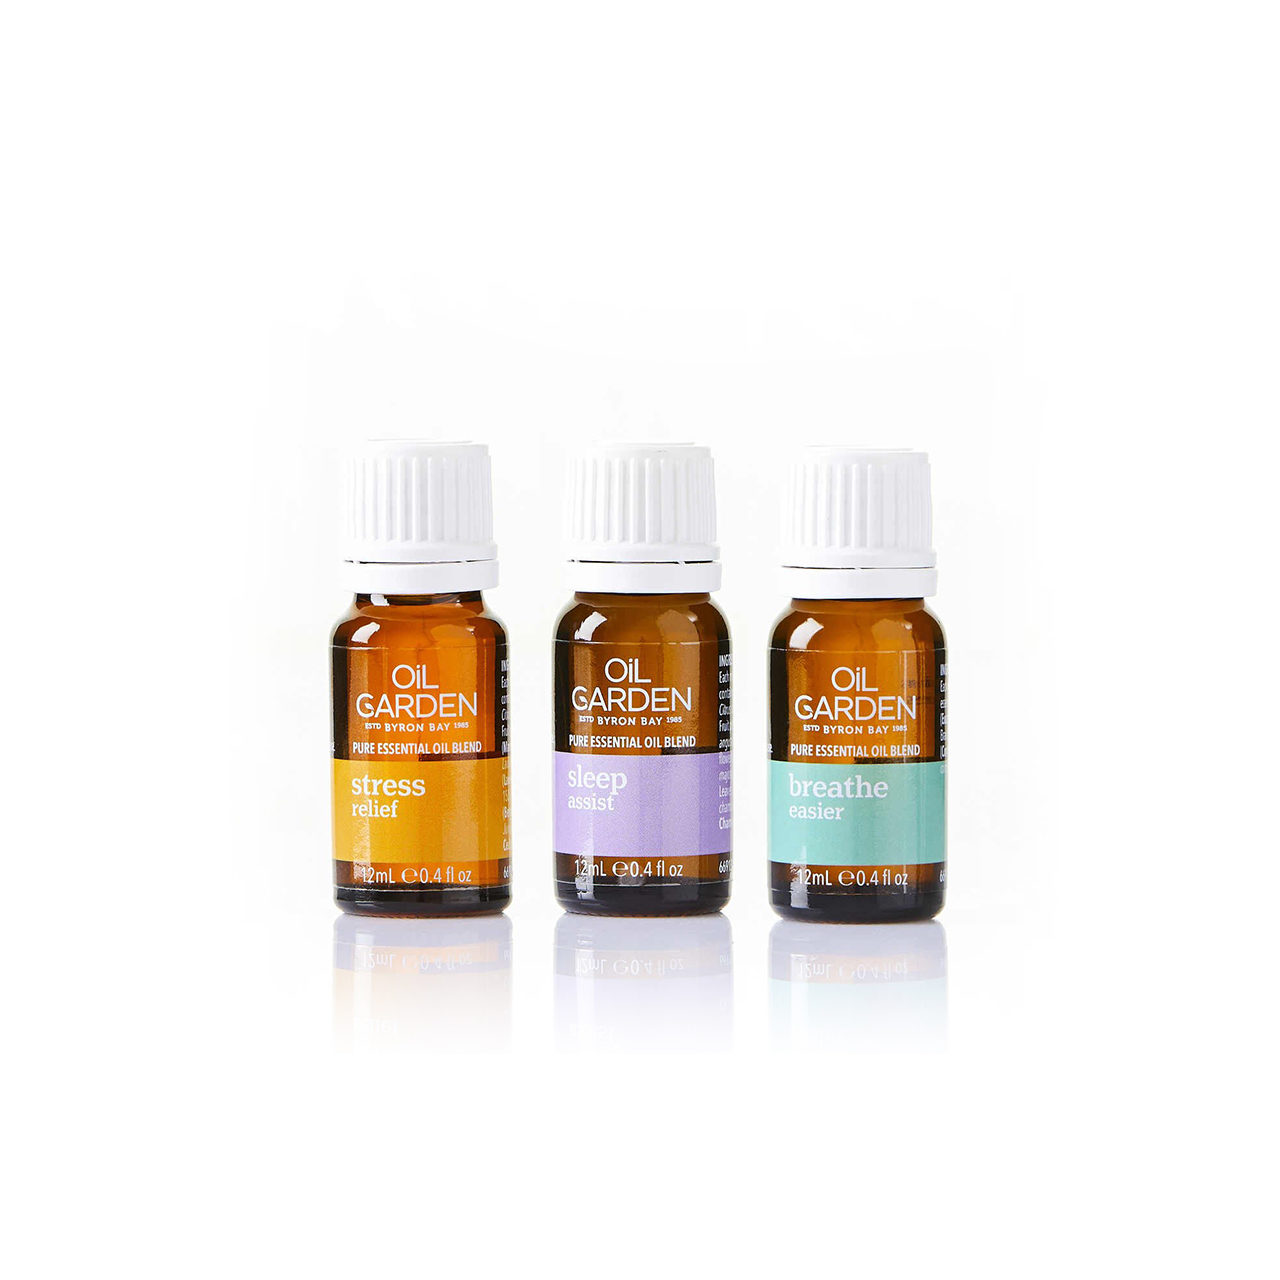 OiL
GARDEN
ESTD BYRON BAY 1985
PURE ESSENTIAL OIL BLEND
stress
relief
12mL ℮0.4 fl oz
OiL
GARDEN
ESTD BYRON BAY 1985
PURE ESSENTIAL OIL BLEND
sleep
assist
12mL ℮0.4 fl oz
Each
Fruit
OiL
GARDEN
ESTD BYRON BAY 1985
PURE ESSENTIAL OIL BLEND
breathe
easier
12mL ℮0.4 fl oz